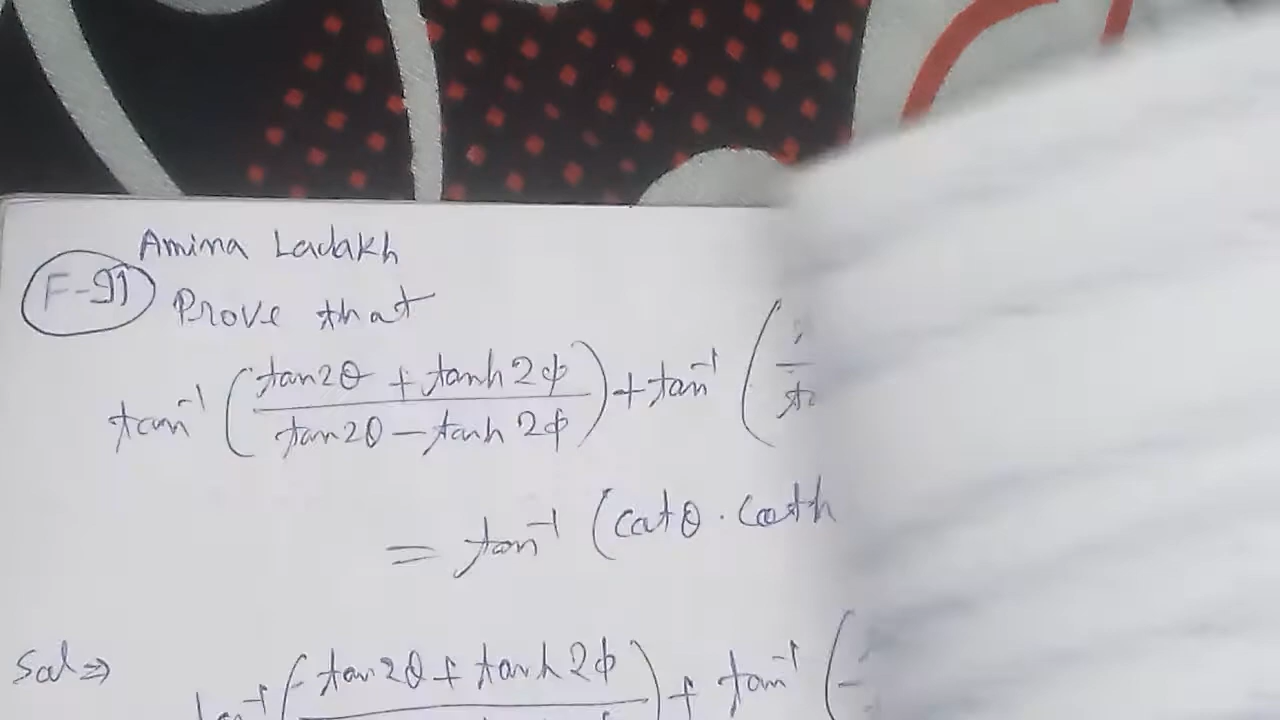 Amina Ladakh
F-91 Prove that
tan⁻¹ (tan2θ + tanh2φ / tan2θ − tanh2φ) + tan⁻¹ (
= tan⁻¹ (catθ . coth
Sol ⇒ tan⁻¹ (tan2θ + tanh2φ) + tan⁻¹ (